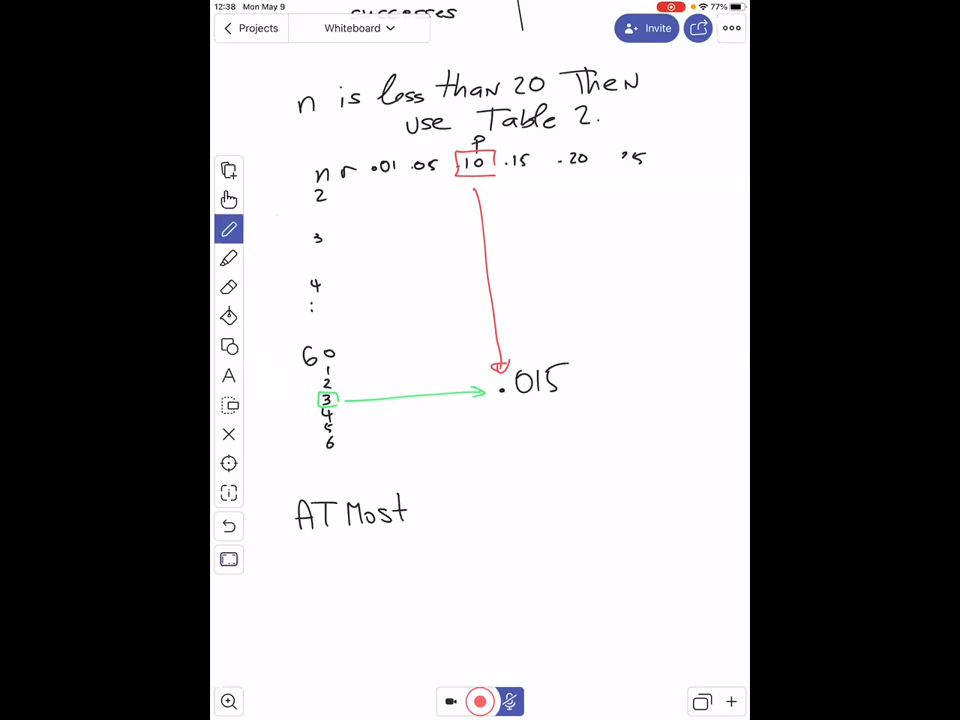 12:38 Mon May 9
77%
Projects
Whiteboard
Invite
successes
n is less than 20 Then
use Table 2.
p
n r .01 .05 .10 .15 .20
2
3
4
:
6 0
1
2
3
.015
4
5
6
AT Most
A